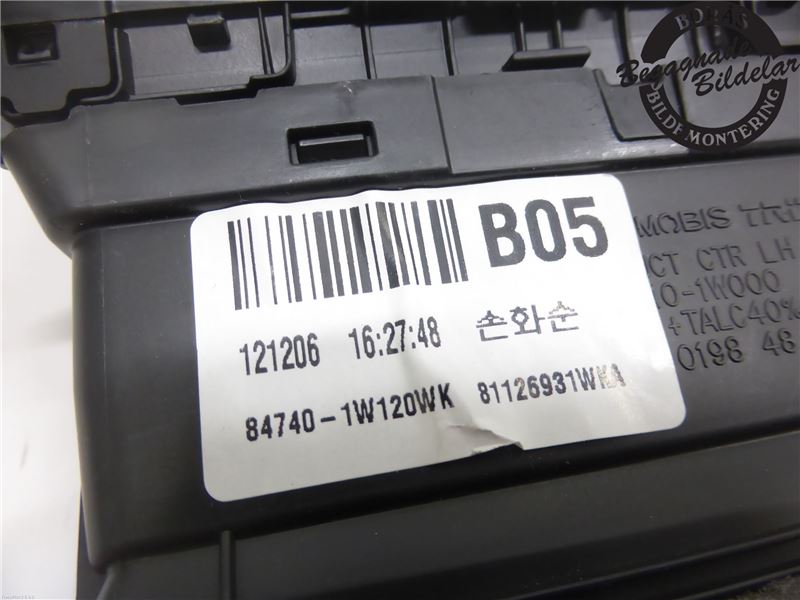 BORÅS
Begagnade
Bildelar
BILDEMONTERING
B05
121206 16:27:48 손화순
84740-1W120WK 81126931WKA
MOBIS
CT CTR LH
0-1W000
+TALC40%
0198 48